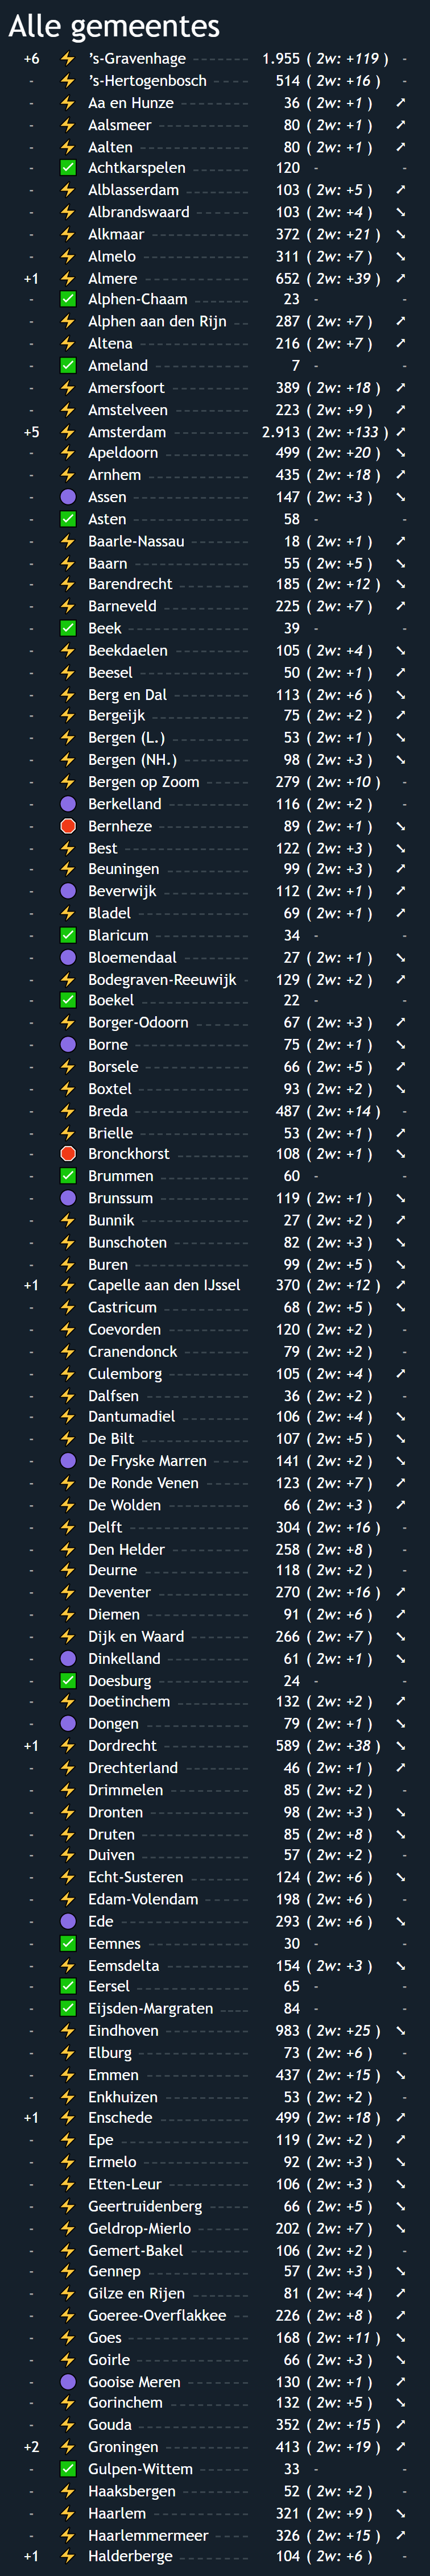 Alle gemeentes
+6 ⚡ ’s-Gravenhage 1.955 ( 2w: +119 ) -
- ⚡ ’s-Hertogenbosch 514 ( 2w: +16 ) -
- ⚡ Aa en Hunze 36 ( 2w: +1 ) ➚
- ⚡ Aalsmeer 80 ( 2w: +1 ) ➚
- ⚡ Aalten 80 ( 2w: +1 ) ➚
- ✅ Achtkarspelen 120 - -
- ⚡ Alblasserdam 103 ( 2w: +5 ) ➚
- ⚡ Albrandswaard 103 ( 2w: +4 ) ➘
- ⚡ Alkmaar 372 ( 2w: +21 ) ➘
- ⚡ Almelo 311 ( 2w: +7 ) ➘
+1 ⚡ Almere 652 ( 2w: +39 ) ➚
- ✅ Alphen-Chaam 23 - -
- ⚡ Alphen aan den Rijn 287 ( 2w: +7 ) ➚
- ⚡ Altena 216 ( 2w: +7 ) ➚
- ✅ Ameland 7 - -
- ⚡ Amersfoort 389 ( 2w: +18 ) ➚
- ⚡ Amstelveen 223 ( 2w: +9 ) ➚
+5 ⚡ Amsterdam 2.913 ( 2w: +133 ) ➚
- ⚡ Apeldoorn 499 ( 2w: +20 ) ➘
- ⚡ Arnhem 435 ( 2w: +18 ) ➚
- 🟣 Assen 147 ( 2w: +3 ) ➘
- ✅ Asten 58 - -
- ⚡ Baarle-Nassau 18 ( 2w: +1 ) ➚
- ⚡ Baarn 55 ( 2w: +5 ) ➘
- ⚡ Barendrecht 185 ( 2w: +12 ) ➘
- ⚡ Barneveld 225 ( 2w: +7 ) ➚
- ✅ Beek 39 - -
- ⚡ Beekdaelen 105 ( 2w: +4 ) ➘
- ⚡ Beesel 50 ( 2w: +1 ) ➚
- ⚡ Berg en Dal 113 ( 2w: +6 ) ➘
- ⚡ Bergeijk 75 ( 2w: +2 ) ➚
- ⚡ Bergen (L.) 53 ( 2w: +1 ) ➘
- ⚡ Bergen (NH.) 98 ( 2w: +3 ) ➘
- ⚡ Bergen op Zoom 279 ( 2w: +10 ) -
- 🟣 Berkelland 116 ( 2w: +2 ) -
- 🛑 Bernheze 89 ( 2w: +1 ) ➘
- ⚡ Best 122 ( 2w: +3 ) ➘
- ⚡ Beuningen 99 ( 2w: +3 ) ➚
- 🟣 Beverwijk 112 ( 2w: +1 ) ➚
- ⚡ Bladel 69 ( 2w: +1 ) ➚
- ✅ Blaricum 34 - -
- 🟣 Bloemendaal 27 ( 2w: +1 ) ➘
- ⚡ Bodegraven-Reeuwijk 129 ( 2w: +2 ) ➚
- ✅ Boekel 22 - -
- ⚡ Borger-Odoorn 67 ( 2w: +3 ) ➚
- 🟣 Borne 75 ( 2w: +1 ) ➘
- ⚡ Borsele 66 ( 2w: +5 ) ➚
- ⚡ Boxtel 93 ( 2w: +2 ) ➘
- ⚡ Breda 487 ( 2w: +14 ) -
- ⚡ Brielle 53 ( 2w: +1 ) ➚
- 🛑 Bronckhorst 108 ( 2w: +1 ) ➘
- ✅ Brummen 60 - -
- 🟣 Brunssum 119 ( 2w: +1 ) ➘
- ⚡ Bunnik 27 ( 2w: +2 ) ➚
- ⚡ Bunschoten 82 ( 2w: +3 ) ➘
- ⚡ Buren 99 ( 2w: +5 ) ➘
+1 ⚡ Capelle aan den IJssel 370 ( 2w: +12 ) ➚
- ⚡ Castricum 68 ( 2w: +5 ) ➘
- ⚡ Coevorden 120 ( 2w: +2 ) -
- ⚡ Cranendonck 79 ( 2w: +2 ) -
- ⚡ Culemborg 105 ( 2w: +4 ) ➚
- ⚡ Dalfsen 36 ( 2w: +2 ) -
- ⚡ Dantumadiel 106 ( 2w: +4 ) ➘
- ⚡ De Bilt 107 ( 2w: +5 ) ➘
- 🟣 De Fryske Marren 141 ( 2w: +2 ) ➘
- ⚡ De Ronde Venen 123 ( 2w: +7 ) ➚
- ⚡ De Wolden 66 ( 2w: +3 ) ➚
- ⚡ Delft 304 ( 2w: +16 ) -
- ⚡ Den Helder 258 ( 2w: +8 ) -
- ⚡ Deurne 118 ( 2w: +2 ) -
- ⚡ Deventer 270 ( 2w: +16 ) ➚
- ⚡ Diemen 91 ( 2w: +6 ) ➚
- ⚡ Dijk en Waard 266 ( 2w: +7 ) ➘
- 🟣 Dinkelland 61 ( 2w: +1 ) ➘
- ✅ Doesburg 24 - -
- ⚡ Doetinchem 132 ( 2w: +2 ) ➚
- 🟣 Dongen 79 ( 2w: +1 ) ➘
+1 ⚡ Dordrecht 589 ( 2w: +38 ) ➘
- ⚡ Drechterland 46 ( 2w: +1 ) ➚
- ⚡ Drimmelen 85 ( 2w: +2 ) -
- ⚡ Dronten 98 ( 2w: +3 ) ➘
- ⚡ Druten 85 ( 2w: +8 ) ➘
- ⚡ Duiven 57 ( 2w: +2 ) -
- ⚡ Echt-Susteren 124 ( 2w: +6 ) ➘
- ⚡ Edam-Volendam 198 ( 2w: +6 ) -
- 🟣 Ede 293 ( 2w: +6 ) ➘
- ✅ Eemnes 30 - -
- ⚡ Eemsdelta 154 ( 2w: +3 ) ➘
- ✅ Eersel 65 - -
- ✅ Eijsden-Margraten 84 - -
- ⚡ Eindhoven 983 ( 2w: +25 ) ➘
- ⚡ Elburg 73 ( 2w: +6 ) -
- ⚡ Emmen 437 ( 2w: +15 ) ➘
- ⚡ Enkhuizen 53 ( 2w: +2 ) -
+1 ⚡ Enschede 499 ( 2w: +18 ) ➚
- ⚡ Epe 119 ( 2w: +2 ) ➚
- ⚡ Ermelo 92 ( 2w: +3 ) ➘
- ⚡ Etten-Leur 106 ( 2w: +3 ) ➘
- ⚡ Geertruidenberg 66 ( 2w: +5 ) ➘
- ⚡ Geldrop-Mierlo 202 ( 2w: +7 ) ➘
- ⚡ Gemert-Bakel 106 ( 2w: +2 ) -
- ⚡ Gennep 57 ( 2w: +3 ) ➘
- ⚡ Gilze en Rijen 81 ( 2w: +4 ) ➚
- ⚡ Goeree-Overflakkee 226 ( 2w: +8 ) ➚
- ⚡ Goes 168 ( 2w: +11 ) ➘
- ⚡ Goirle 66 ( 2w: +3 ) ➘
- 🟣 Gooise Meren 130 ( 2w: +1 ) ➚
- ⚡ Gorinchem 132 ( 2w: +5 ) ➘
- ⚡ Gouda 352 ( 2w: +15 ) ➚
+2 ⚡ Groningen 413 ( 2w: +19 ) ➚
- ✅ Gulpen-Wittem 33 - -
- ⚡ Haaksbergen 52 ( 2w: +2 ) -
- ⚡ Haarlem 321 ( 2w: +9 ) ➘
- ⚡ Haarlemmermeer 326 ( 2w: +15 ) ➚
+1 ⚡ Halderberge 104 ( 2w: +6 ) -